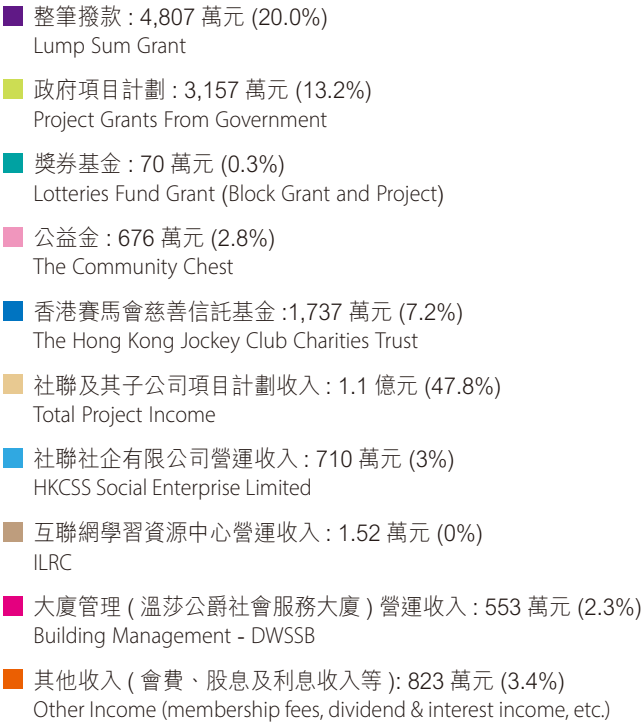 整筆撥款 : 4,807 萬元 (20.0%)
Lump Sum Grant
政府項目計劃 : 3,157 萬元 (13.2%)
Project Grants From Government
獎券基金 : 70 萬元 (0.3%)
Lotteries Fund Grant (Block Grant and Project)
公益金 : 676 萬元 (2.8%)
The Community Chest
香港賽馬會慈善信託基金 :1,737 萬元 (7.2%)
The Hong Kong Jockey Club Charities Trust
社聯及其子公司項目計劃收入 : 1.1 億元 (47.8%)
Total Project Income
社聯社企有限公司營運收入 : 710 萬元 (3%)
HKCSS Social Enterprise Limited
互聯網學習資源中心營運收入 : 1.52 萬元 (0%)
ILRC
大廈管理 ( 溫莎公爵社會服務大廈 ) 營運收入 : 553 萬元 (2.3%)
Building Management - DWSSB
其他收入 ( 會費、股息及利息收入等 ): 823 萬元 (3.4%)
Other Income (membership fees, dividend & interest income, etc.)